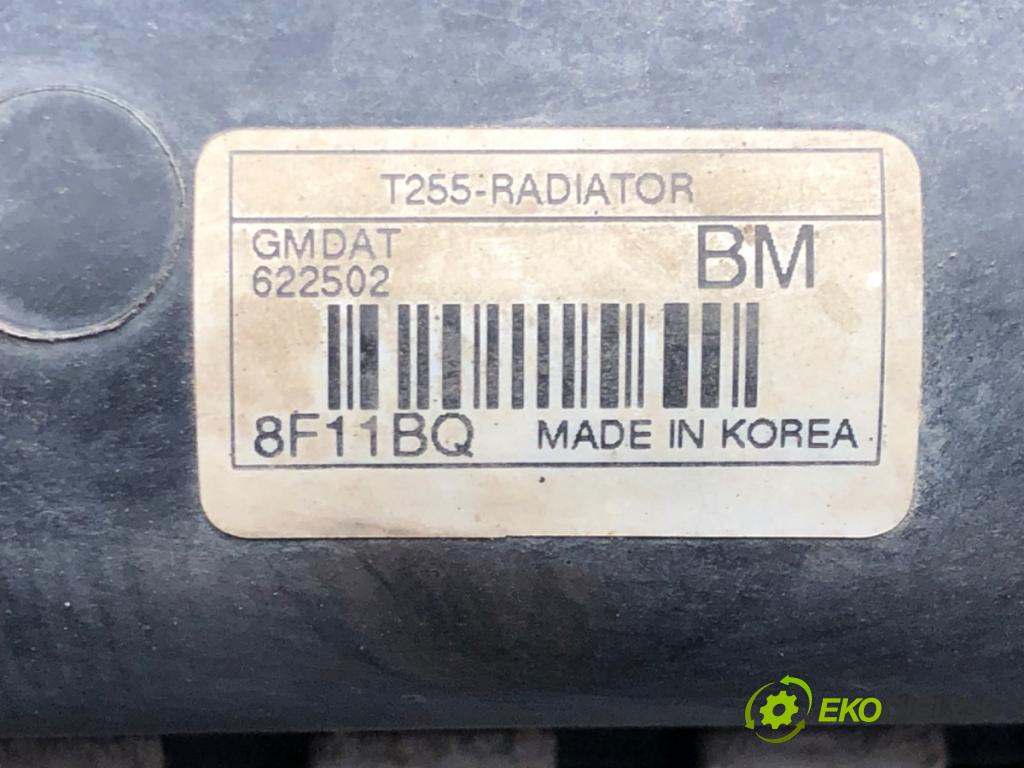 T255-RADIATOR
GMDAT
BM
622502
8F11BQ MADE IN KOREA
EKO